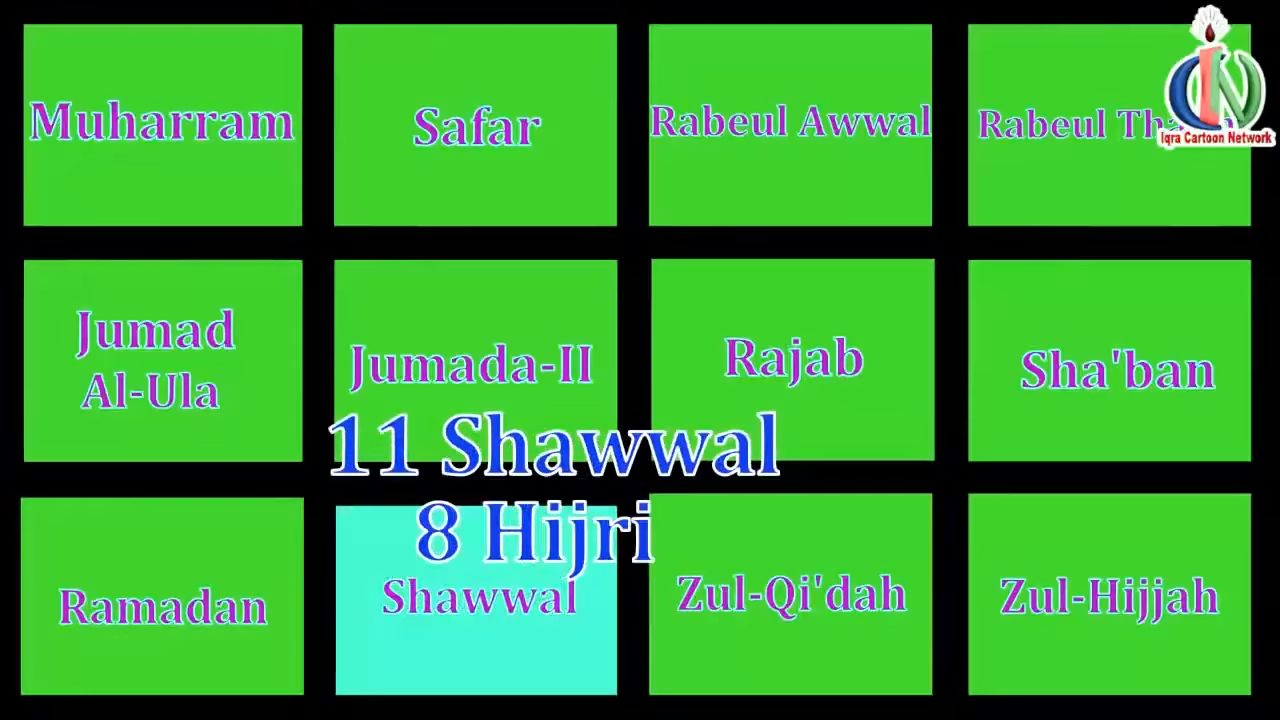 Muharram
Safar
Rabeul Awwal
Rabeul
Iqra Cartoon Network
Jumad
Al-Ula
Jumada-II
Rajab
Sha'ban
11 Shawwal
8 Hijri
Ramadan
Shawwal
Zul-Qi'dah
Zul-Hijjah